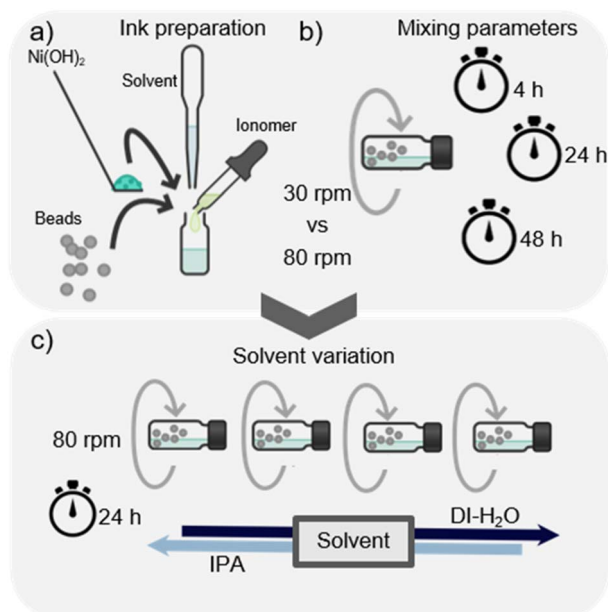 a)
Ink preparation
Ni(OH)₂
Solvent
Ionomer
Beads
b)
Mixing parameters
4 h
24 h
48 h
30 rpm
vs
80 rpm
c)
Solvent variation
80 rpm
24 h
DI-H₂O
Solvent
IPA